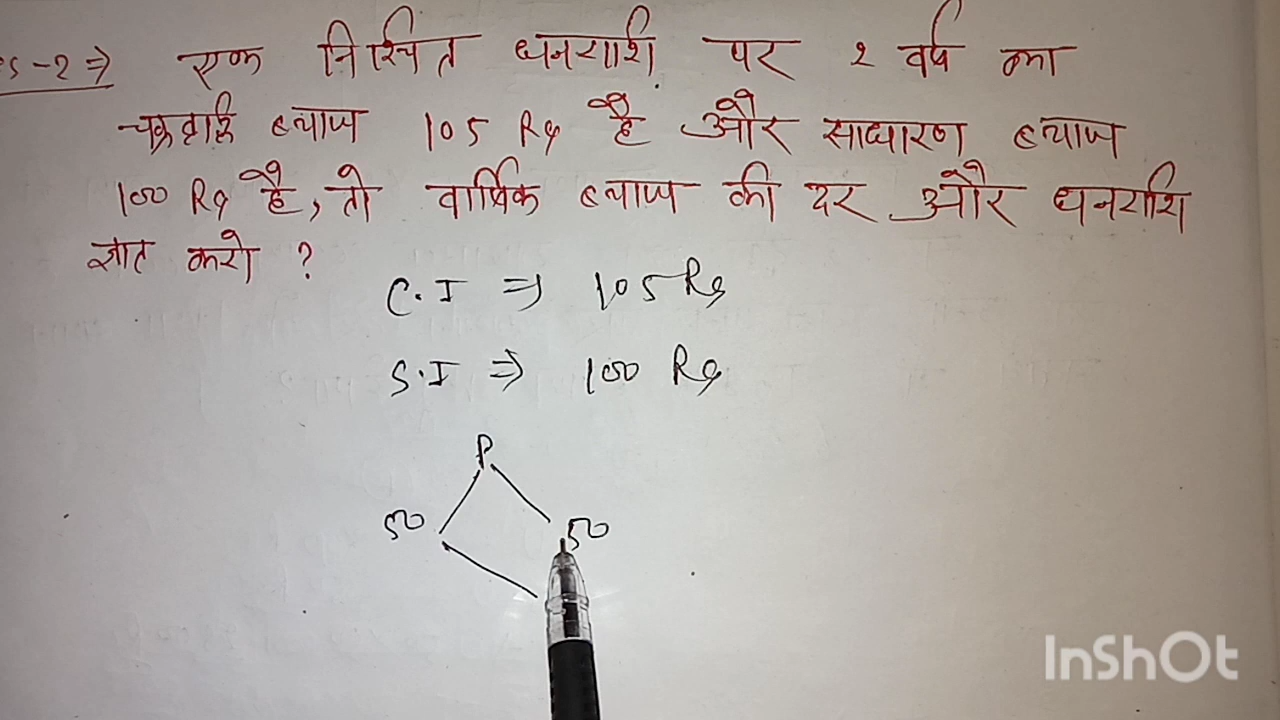 s-2⇒ एक निश्चित धनराशि पर 2 वर्ष का
चक्रवृद्धि ब्याज 105 Rs है और साधारण ब्याज
100 Rs है, तो वार्षिक ब्याज की दर और धनराशि
ज्ञात करो ?
C.I ⇒ 105 Rs
S.I ⇒ 100 Rs
P
50 50
InShOt